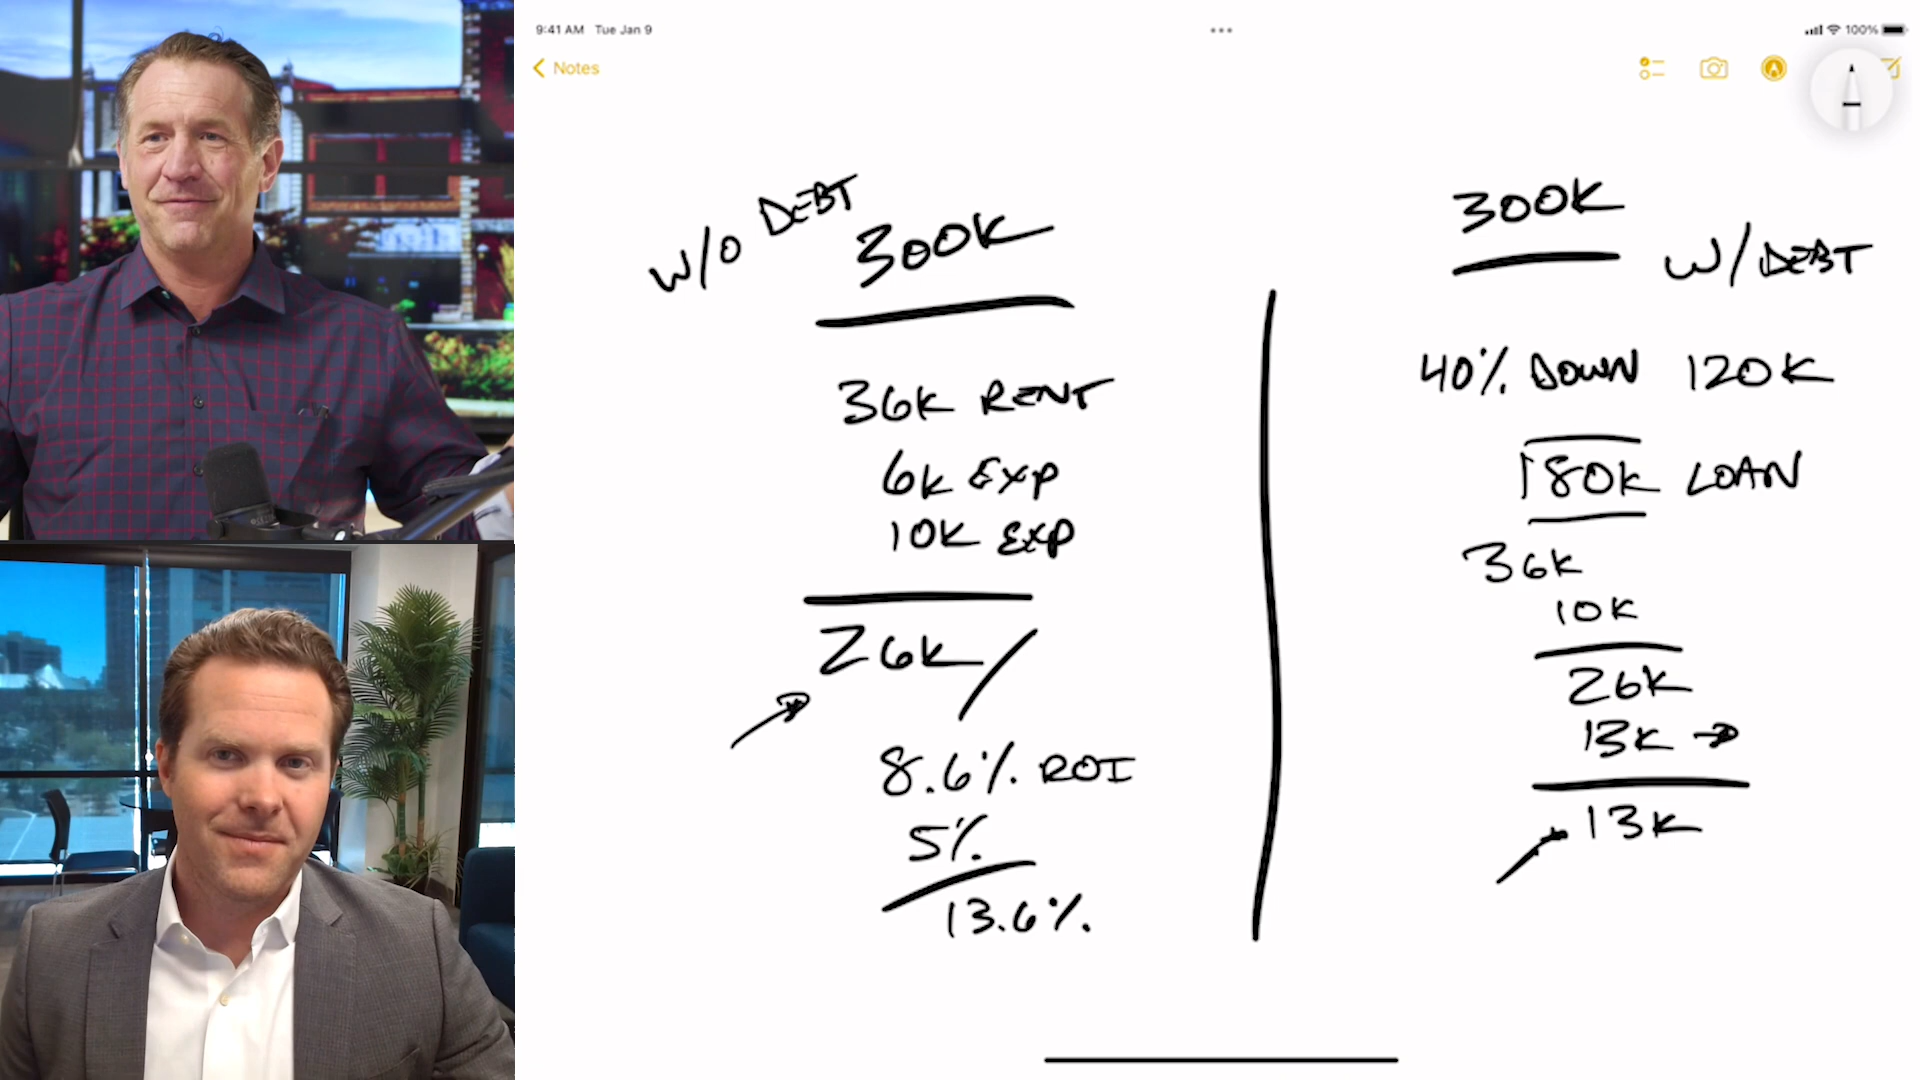 9:41 AM Tue Jan 9
100%
Notes
W/O DEBT
300K
36K RENT
6K EXP
10K EXP
26K /
8.6% ROI
5%
13.6%
300K
W/ DEBT
40% DOWN 120K
180K LOAN
36K
10K
26K
13K →
13K